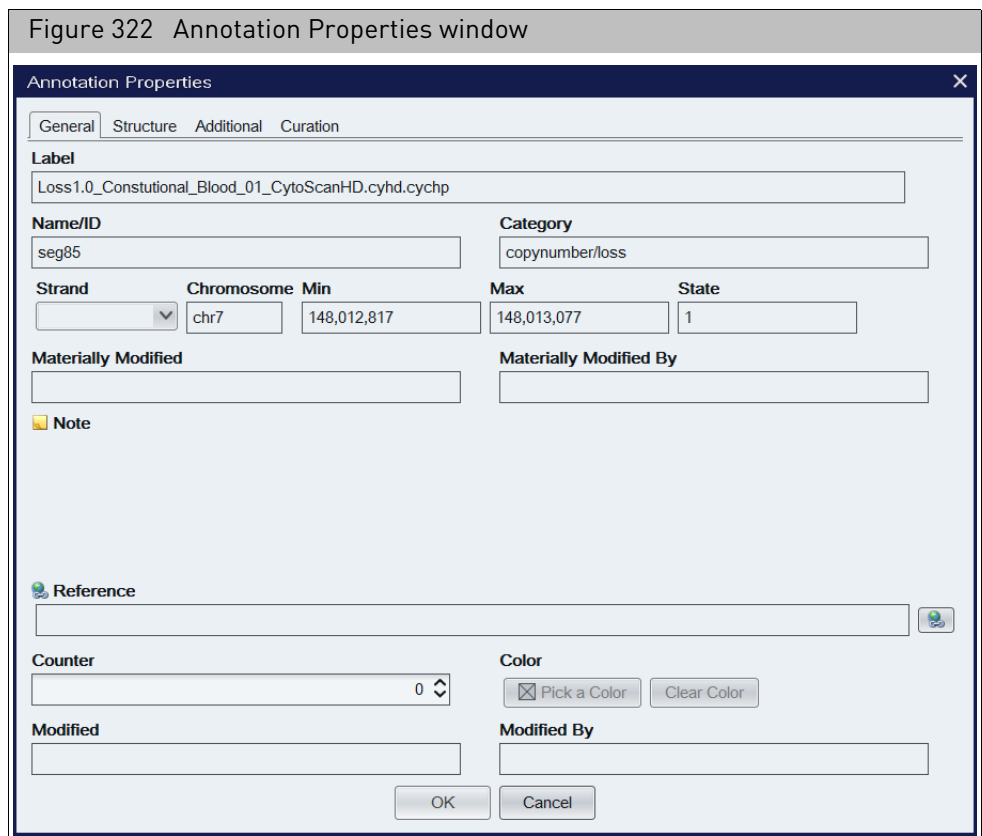 Figure 322 Annotation Properties window
Annotation Properties
General Structure Additional Curation
Label
Loss1.0_Constutional_Blood_01_CytoScanHD.cyhd.cychp
Name/ID Category
seg85 copynumber/loss
Strand Chromosome Min Max State
chr7 148,012,817 148,013,077 1
Materially Modified Materially Modified By
Note
Reference
Counter Color
0 Pick a Color Clear Color
Modified Modified By
OK Cancel